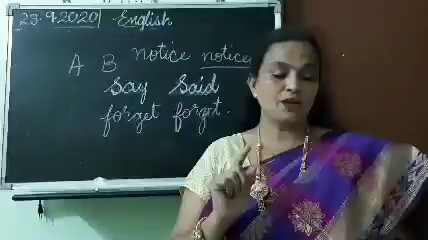 23.9.2020 English
A B notice notice
say said
forget forgot.